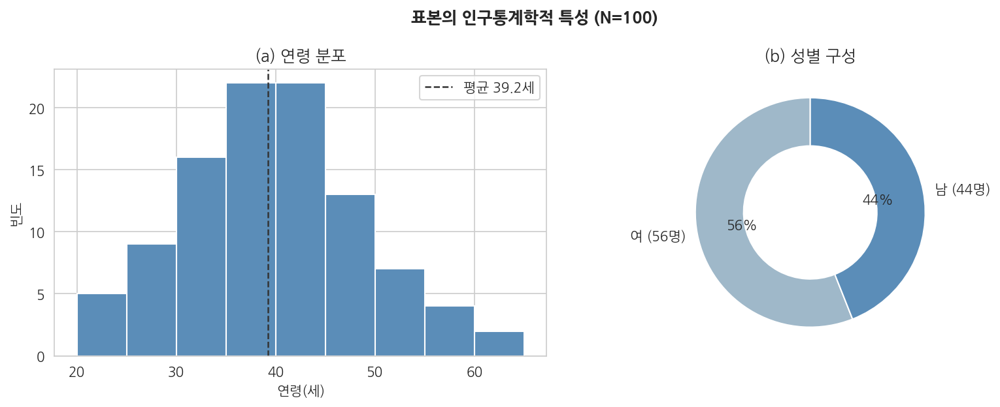 표본의 인구통계학적 특성 (N=100)
(a) 연령 분포
평균 39.2세
20
15
10
5
0
빈도
20 30 40 50 60
연령(세)
(b) 성별 구성
남 (44명)
44%
56%
여 (56명)